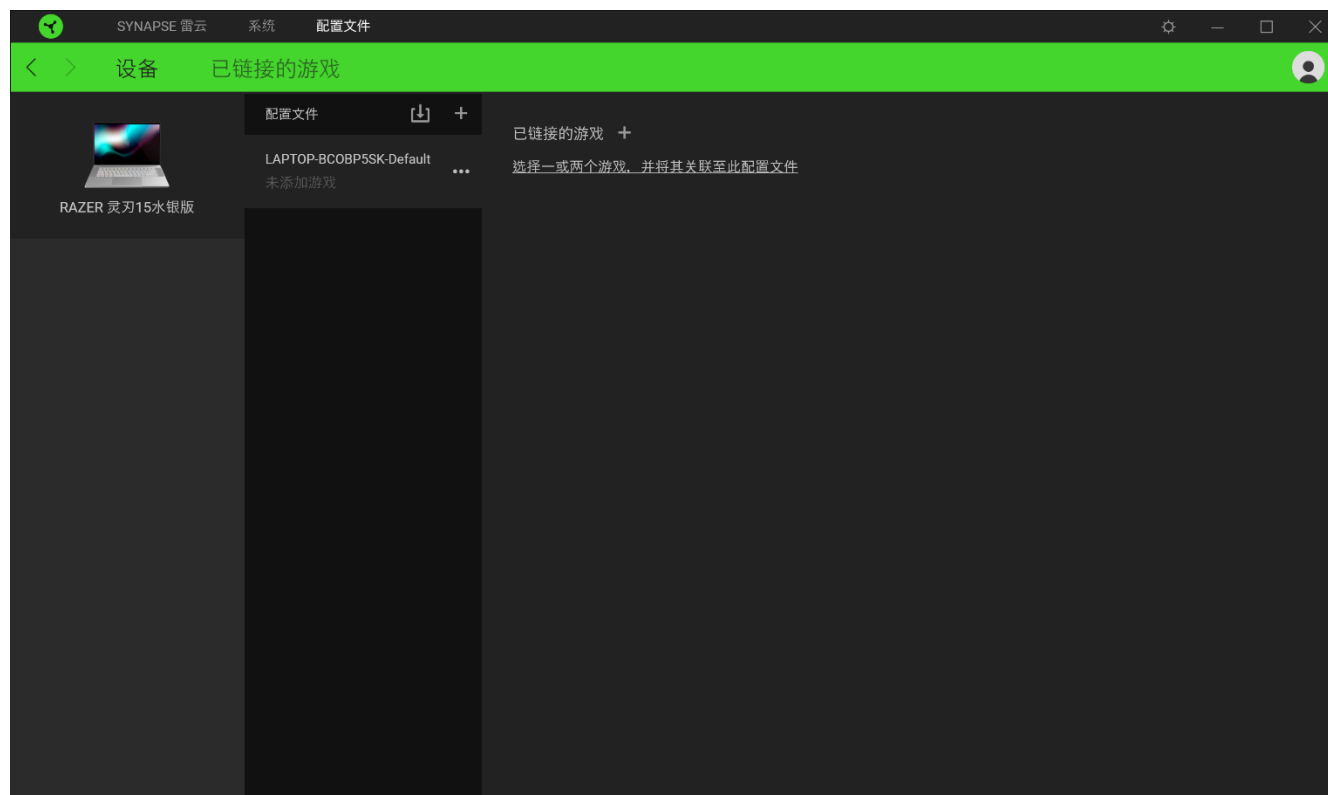 SYNAPSE 雷云 系统 配置文件
设备 已链接的游戏
RAZER 灵刃15水银版
配置文件
LAPTOP-BCOBP5SK-Default
未添加游戏
已链接的游戏
选择一或两个游戏，并将其关联至此配置文件